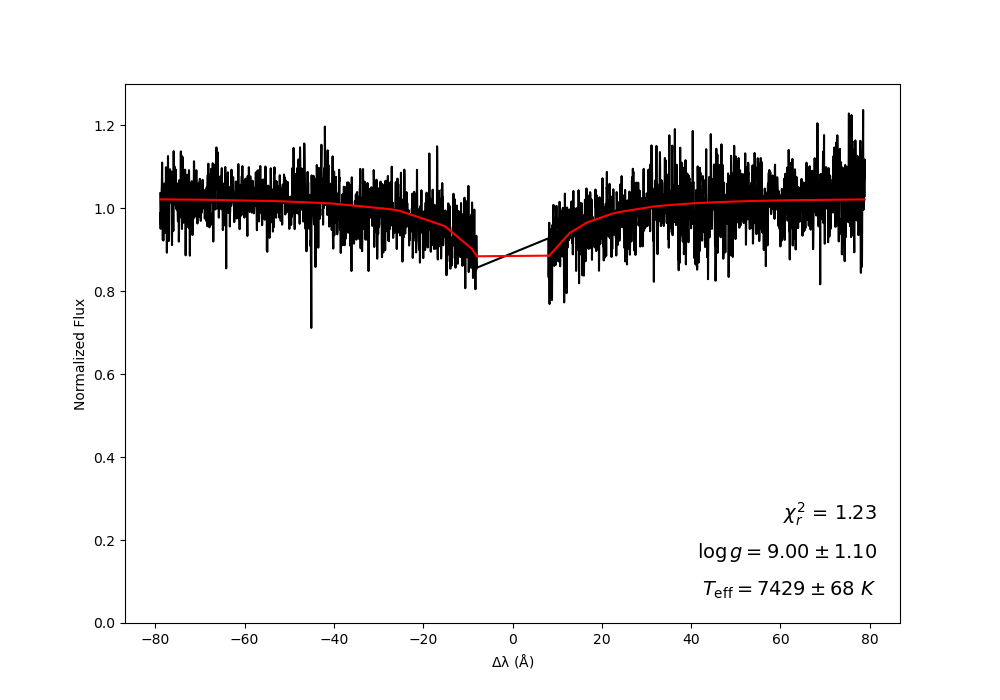 1.2
1.0
0.8
0.6
0.4
0.2
0.0
Normalized Flux
χ²ᵣ = 1.23
log g = 9.00 ± 1.10
T_eff = 7429 ± 68 K
−80 −60 −40 −20 0 20 40 60 80
Δλ (Å)